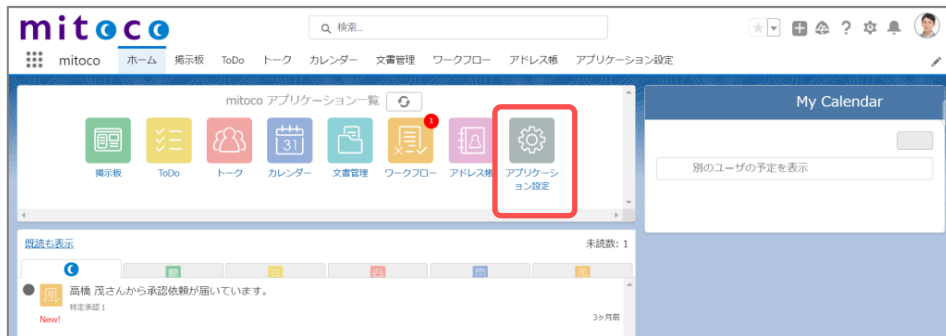 mitoco
検索...
mitoco ホーム 掲示板 ToDo トーク カレンダー 文書管理 ワークフロー アドレス帳 アプリケーション設定
mitoco アプリケーション一覧
1
31
掲示板 ToDo トーク カレンダー 文書管理 ワークフロー アドレス帳 アプリケーシ
ョン設定
My Calendar
別のユーザの予定を表示
既読も表示
未読数: 1
高橋 茂さんから承認依頼が届いています。
特定承認 1
New!
3ヶ月前